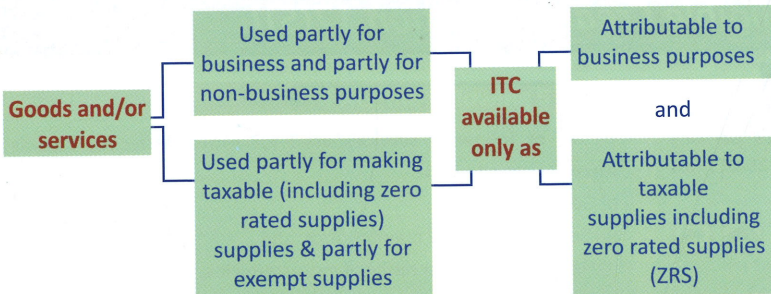 Goods and/or
services
Used partly for
business and partly for
non-business purposes
Used partly for making
taxable (including zero
rated supplies)
supplies & partly for
exempt supplies
ITC
available
only as
Attributable to
business purposes
and
Attributable to
taxable
supplies including
zero rated supplies
(ZRS)